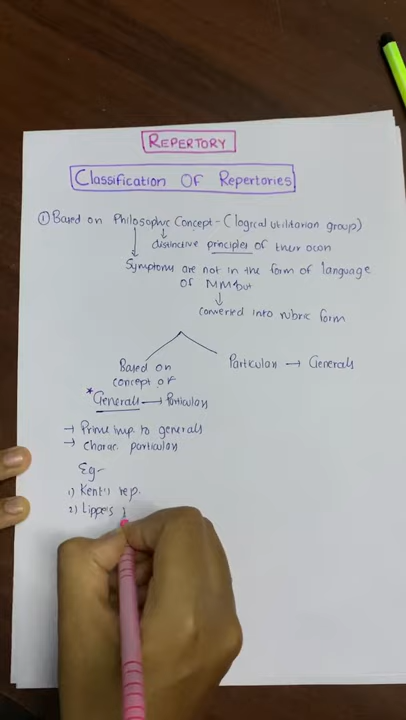 REPERTORY
Classification Of Repertories
① Based on Philosophic Concept - (logical utilitarian group)
distinctive principles of their own
Symptoms are not in the form of language
of MM but
converted into rubric form
Based on
concept of
Particulars → Generals
*Generals → Particulars
→ Prime imp to generals
→ Charac. particulars
Eg-
1) Kent's rep.
2) Lippe's